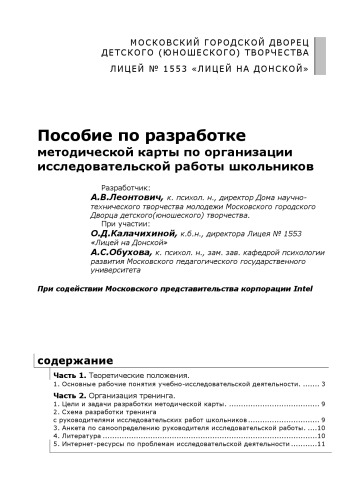 МОСКОВСКИЙ ГОРОДСКОЙ ДВОРЕЦ
ДЕТСКОГО (ЮНОШЕСКОГО) ТВОРЧЕСТВА
ЛИЦЕЙ № 1553 «ЛИЦЕЙ НА ДОНСКОЙ»
Пособие по разработке
методической карты по организации
исследовательской работы школьников
Разработчик:
А.В.Леонтович, к. психол. н., директор Дома научно-
технического творчества молодежи Московского городского
Дворца детского(юношеского) творчества.
При участии:
О.Д.Калачихиной, к.б.н., директора Лицея № 1553
«Лицей на Донской»
А.С.Обухова, к. психол. н., зам. зав. кафедрой психологии
развития Московского педагогического государственного
университета
При содействии Московского представительства корпорации Intel
содержание
Часть 1. Теоретические положения.
1. Основные рабочие понятия учебно-исследовательской деятельности. ....... 3
Часть 2. Организация тренинга.
1. Цели и задачи разработки методической карты. ....................................... 9
2. Схема разработки тренинга
с руководителями исследовательских работ школьников........................ 9
3. Анкета по самоопределению руководителя исследовательской работы. ....10
4. Литература ........................................................................10
5. Интернет-ресурсы по проблемам исследовательской деятельности ...........11